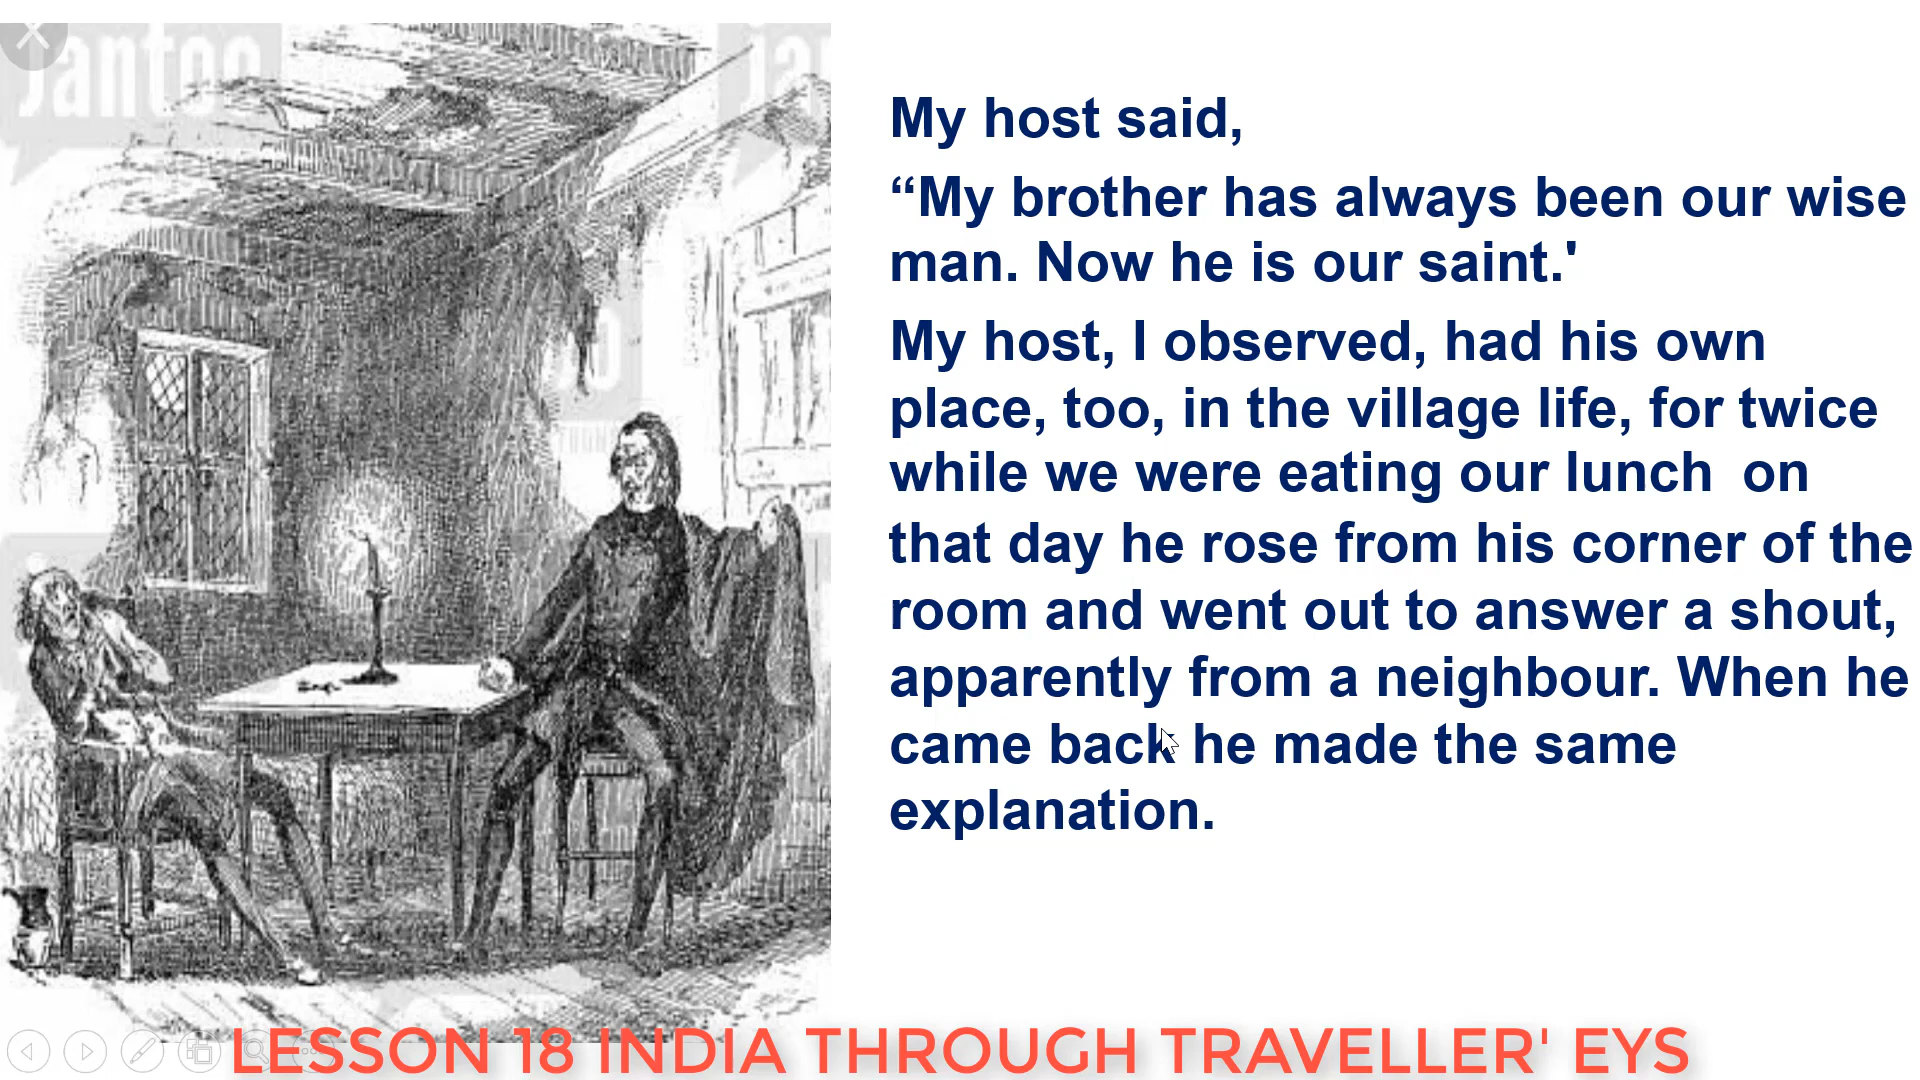 jantoo
ja
My host said,
“My brother has always been our wise
man. Now he is our saint.'
My host, I observed, had his own
place, too, in the village life, for twice
while we were eating our lunch on
that day he rose from his corner of the
room and went out to answer a shout,
apparently from a neighbour. When he
came back he made the same
explanation.
LESSON 18 INDIA THROUGH TRAVELLER' EYS